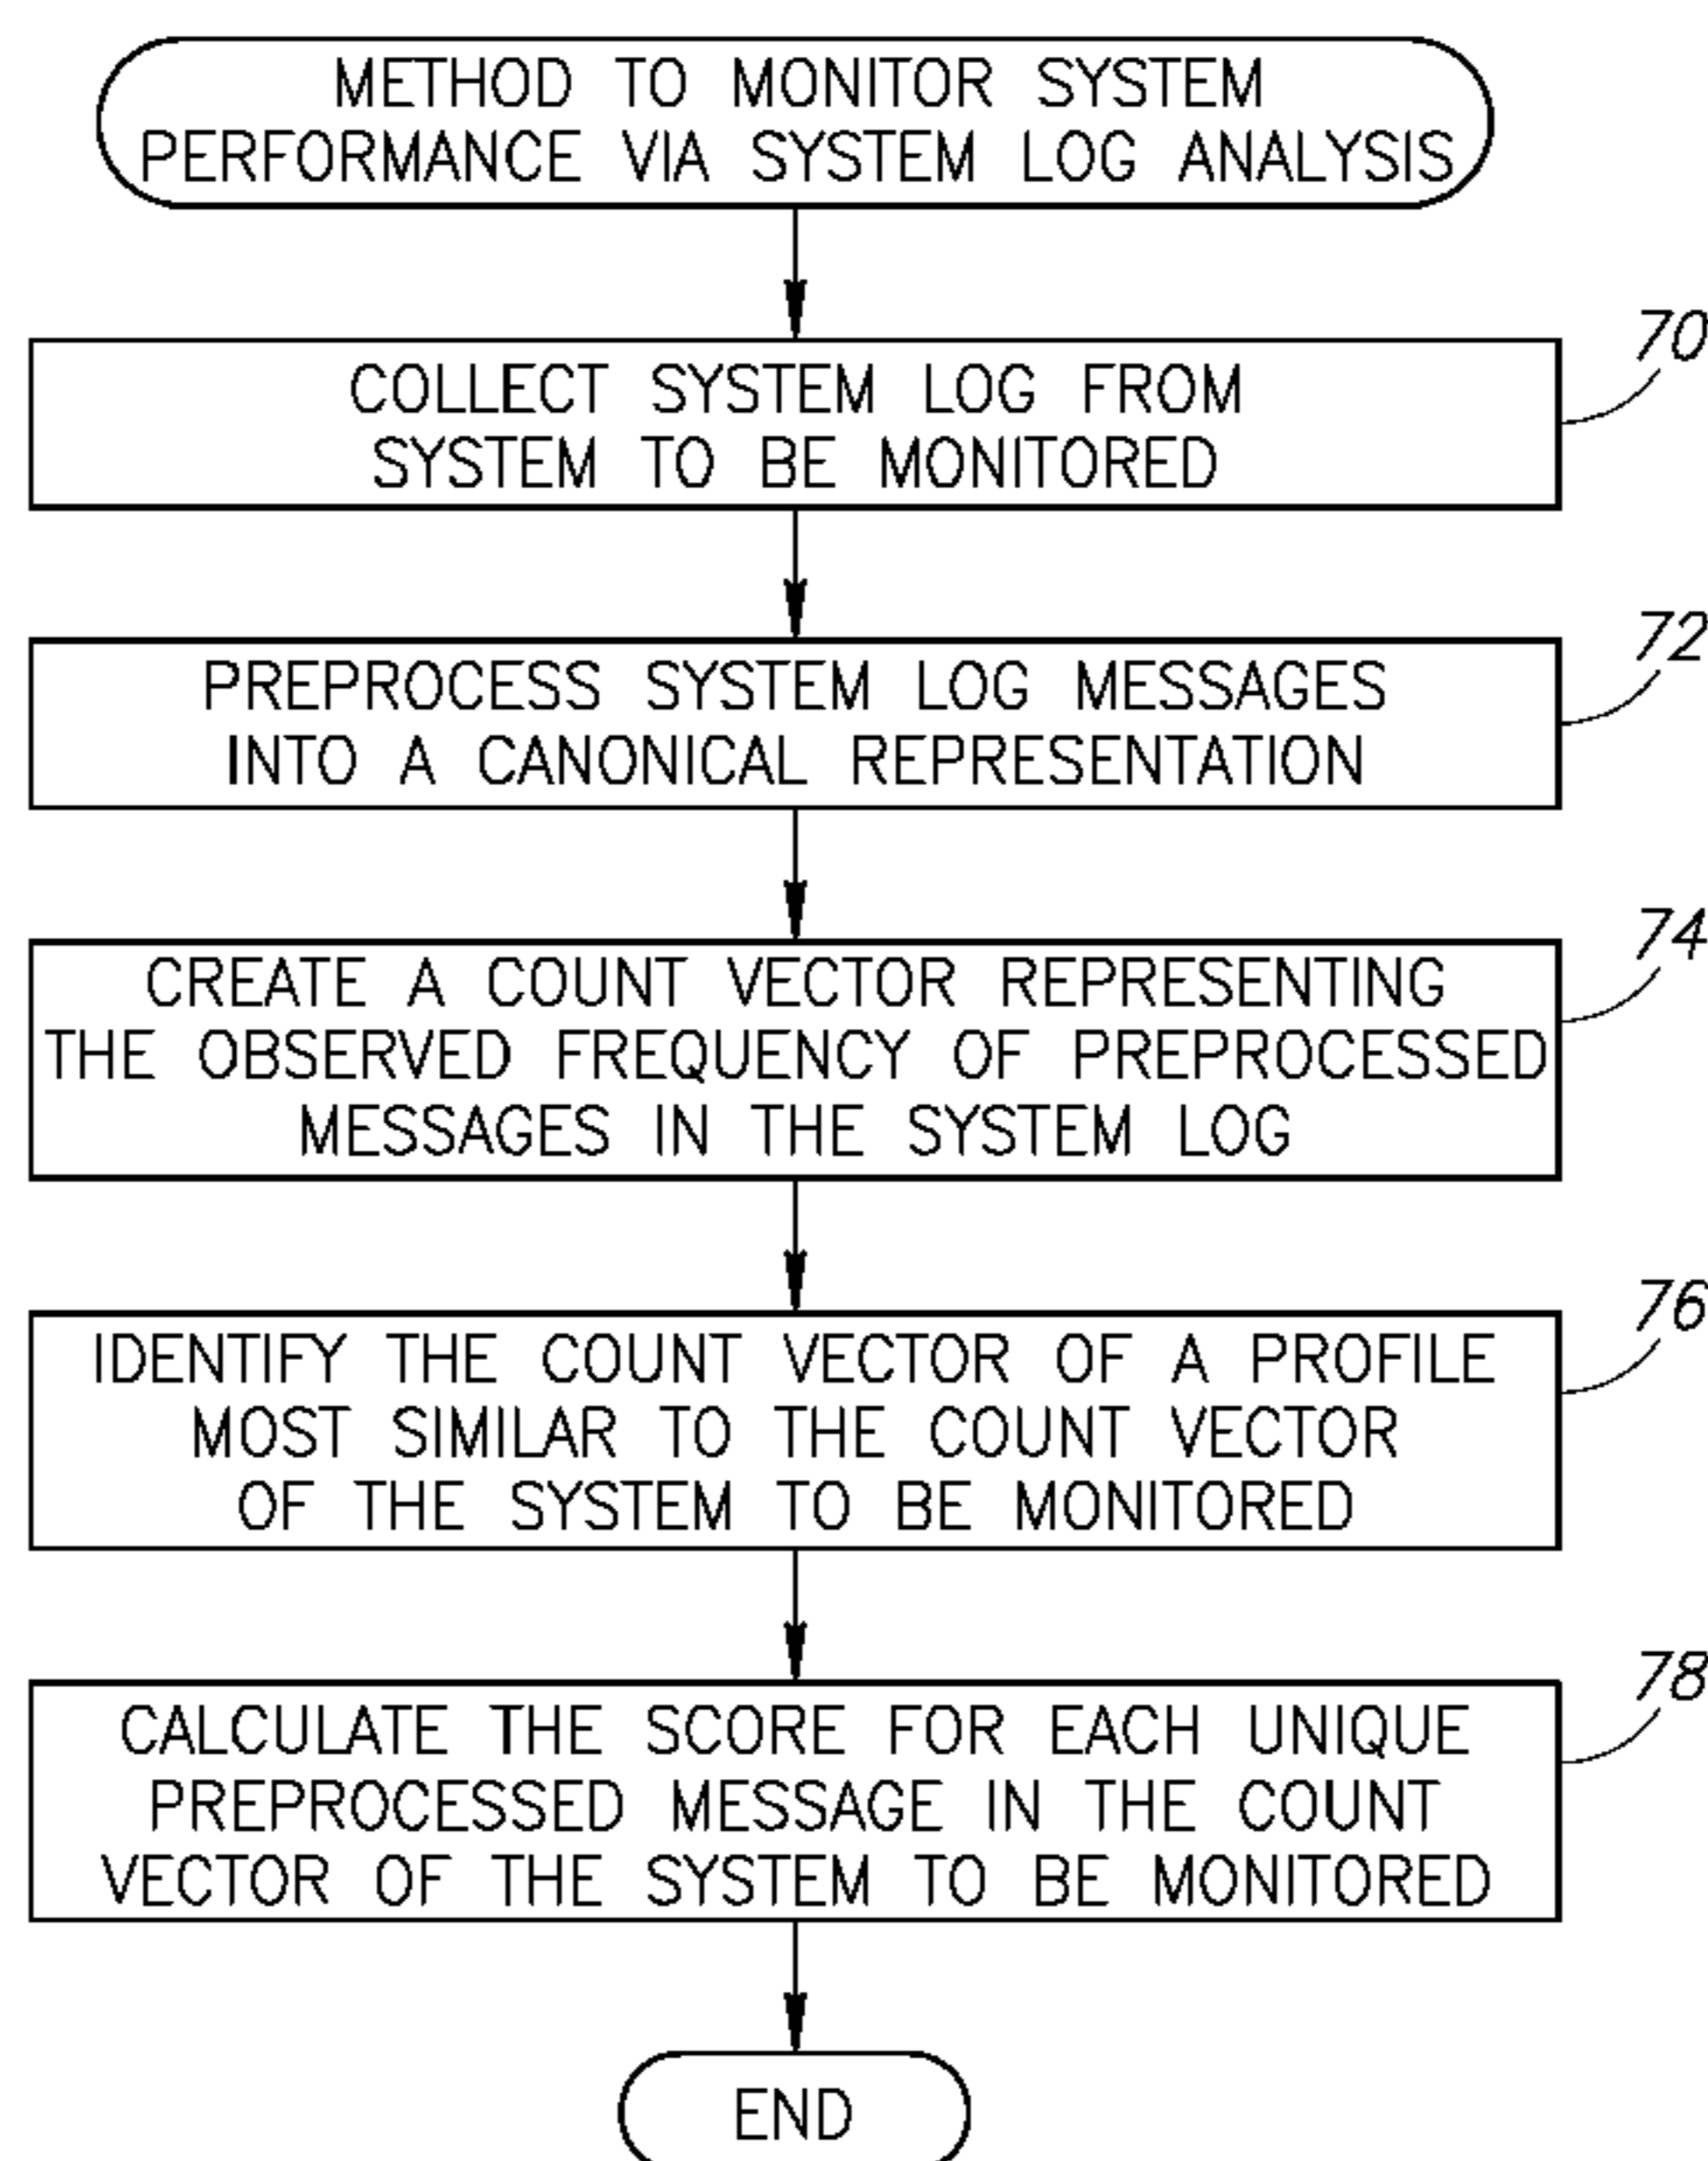 METHOD TO MONITOR SYSTEM
PERFORMANCE VIA SYSTEM LOG ANALYSIS
70
COLLECT SYSTEM LOG FROM
SYSTEM TO BE MONITORED
72
PREPROCESS SYSTEM LOG MESSAGES
INTO A CANONICAL REPRESENTATION
74
CREATE A COUNT VECTOR REPRESENTING
THE OBSERVED FREQUENCY OF PREPROCESSED
MESSAGES IN THE SYSTEM LOG
76
IDENTIFY THE COUNT VECTOR OF A PROFILE
MOST SIMILAR TO THE COUNT VECTOR
OF THE SYSTEM TO BE MONITORED
78
CALCULATE THE SCORE FOR EACH UNIQUE
PREPROCESSED MESSAGE IN THE COUNT
VECTOR OF THE SYSTEM TO BE MONITORED
END